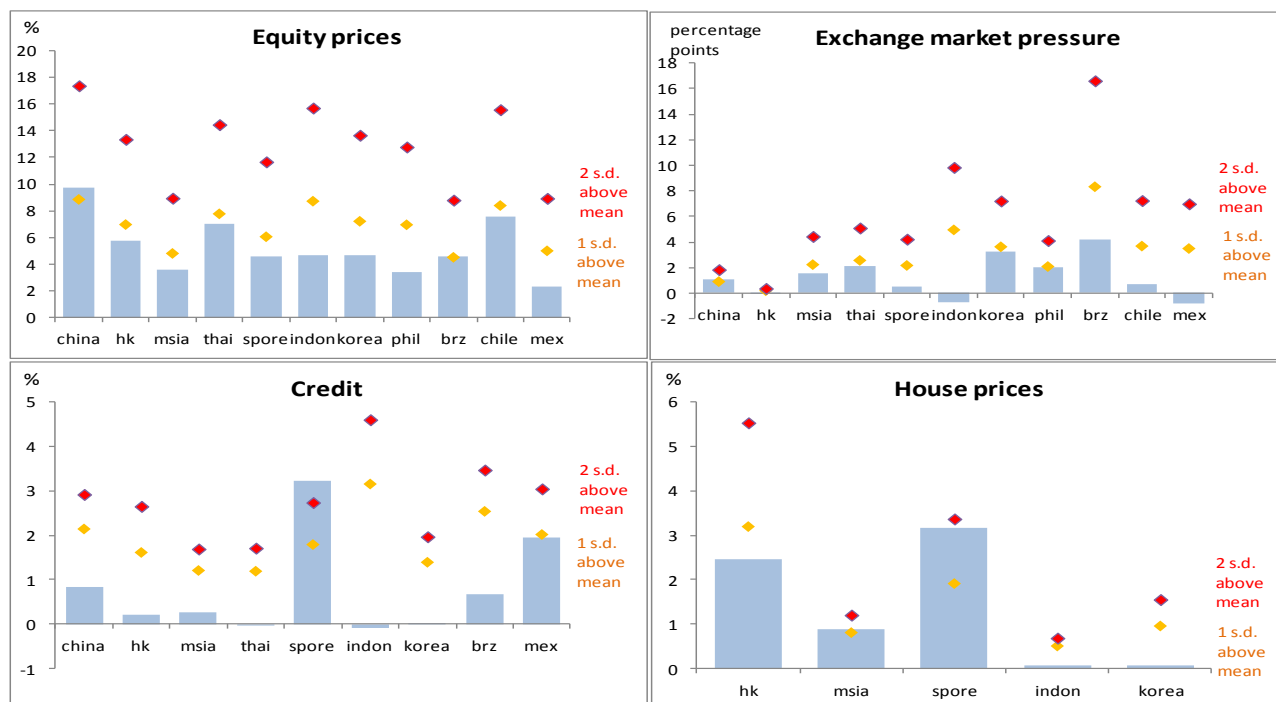 %
Equity prices
20
18
16
14
12
10
8
6
4
2
0
china hk msia thai spore indon korea phil brz chile mex
2 s.d.
above
mean
1 s.d.
above
mean
percentage
points
Exchange market pressure
18
16
14
12
10
8
6
4
2
0
-2
china hk msia thai spore indon korea phil brz chile mex
2 s.d.
above
mean
1 s.d.
above
mean
%
Credit
5
4
3
2
1
0
-1
china hk msia thai spore indon korea brz mex
2 s.d.
above
mean
1 s.d.
above
mean
%
House prices
6
5
4
3
2
1
0
hk msia spore indon korea
2 s.d.
above
mean
1 s.d.
above
mean